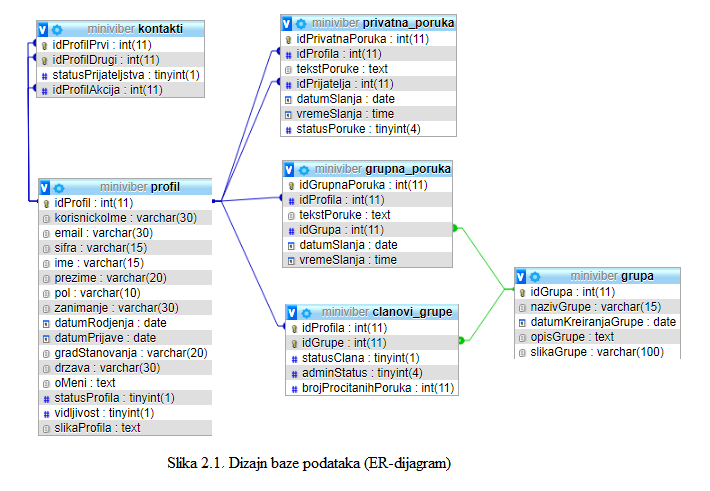 miniviber kontakti
idProfilPrvi : int(11)
idProfilDrugi : int(11)
statusPrijateljstva : tinyint(1)
idProfilAkcija : int(11)
miniviber privatna_poruka
idPrivatnaPoruka : int(11)
idProfila : int(11)
tekstPoruke : text
idPrijatelja : int(11)
datumSlanja : date
vremeSlanja : time
statusPoruke : tinyint(4)
miniviber grupna_poruka
idGrupnaPoruka : int(11)
idProfila : int(11)
tekstPoruke : text
idGrupa : int(11)
datumSlanja : date
vremeSlanja : time
miniviber profil
idProfil : int(11)
korisnickoIme : varchar(30)
email : varchar(30)
sifra : varchar(15)
ime : varchar(15)
prezime : varchar(20)
pol : varchar(10)
zanimanje : varchar(30)
datumRodjenja : date
datumPrijave : date
gradStanovanja : varchar(20)
drzava : varchar(30)
oMeni : text
statusProfila : tinyint(1)
vidljivost : tinyint(1)
slikaProfila : text
miniviber clanovi_grupe
idProfila : int(11)
idGrupe : int(11)
statusClana : tinyint(1)
adminStatus : tinyint(4)
brojProcitanihPoruka : int(11)
miniviber grupa
idGrupa : int(11)
nazivGrupe : varchar(15)
datumKreiranjaGrupe : date
opisGrupe : text
slikaGrupe : varchar(100)
Slika 2.1. Dizajn baze podataka (ER-dijagram)